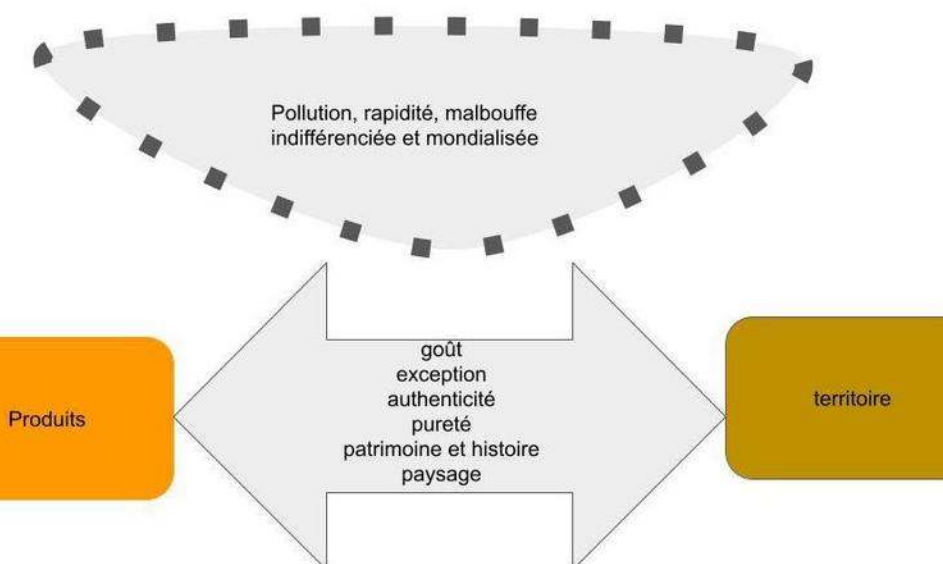 Pollution, rapidité, malbouffe
indifférenciée et mondialisée
goût
exception
authenticité
pureté
patrimoine et histoire
paysage
Produits
territoire